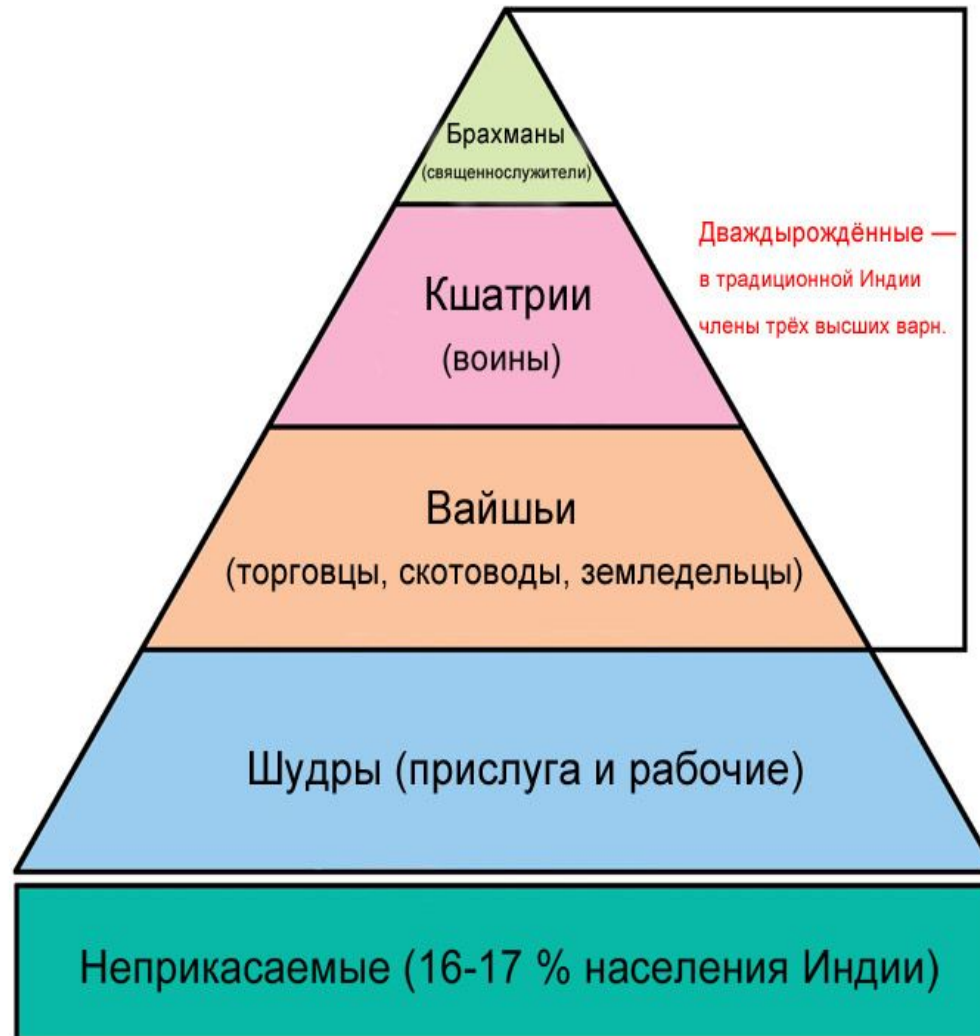 Брахманы
(священнослужители)
Кшатрии
(воины)
Дваждырождённые —
в традиционной Индии
члены трёх высших варн.
Вайшьи
(торговцы, скотоводы, земледельцы)
Шудры (прислуга и рабочие)
Неприкасаемые (16-17 % населения Индии)